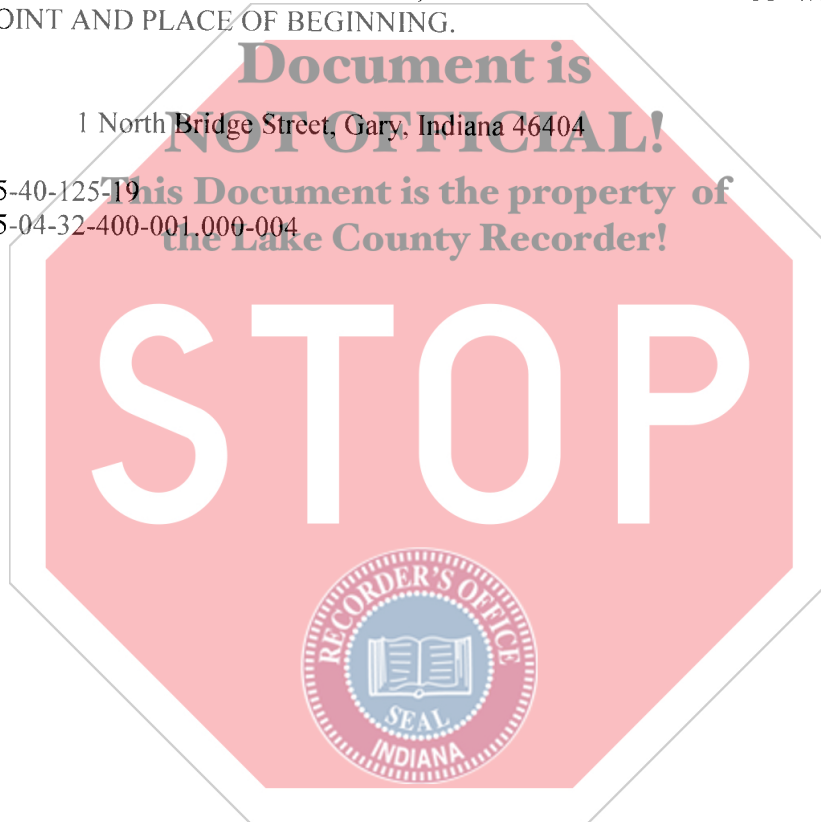 OINT AND PLACE OF BEGINNING.
Document is
NOT OFFICIAL!
1 North Bridge Street, Gary, Indiana 46404
This Document is the property of
5-40-125-19
the Lake County Recorder!
5-04-32-400-001.000-004
STOP
RECORDER'S OFFICE
SEAL
INDIANA